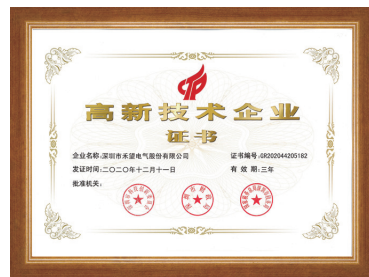 高新技术企业
证书
企业名称:深圳市禾望电气股份有限公司
证书编号:GR202044205182
发证时间:二〇二〇年十二月十一日
有 效 期:三年
批准机关: